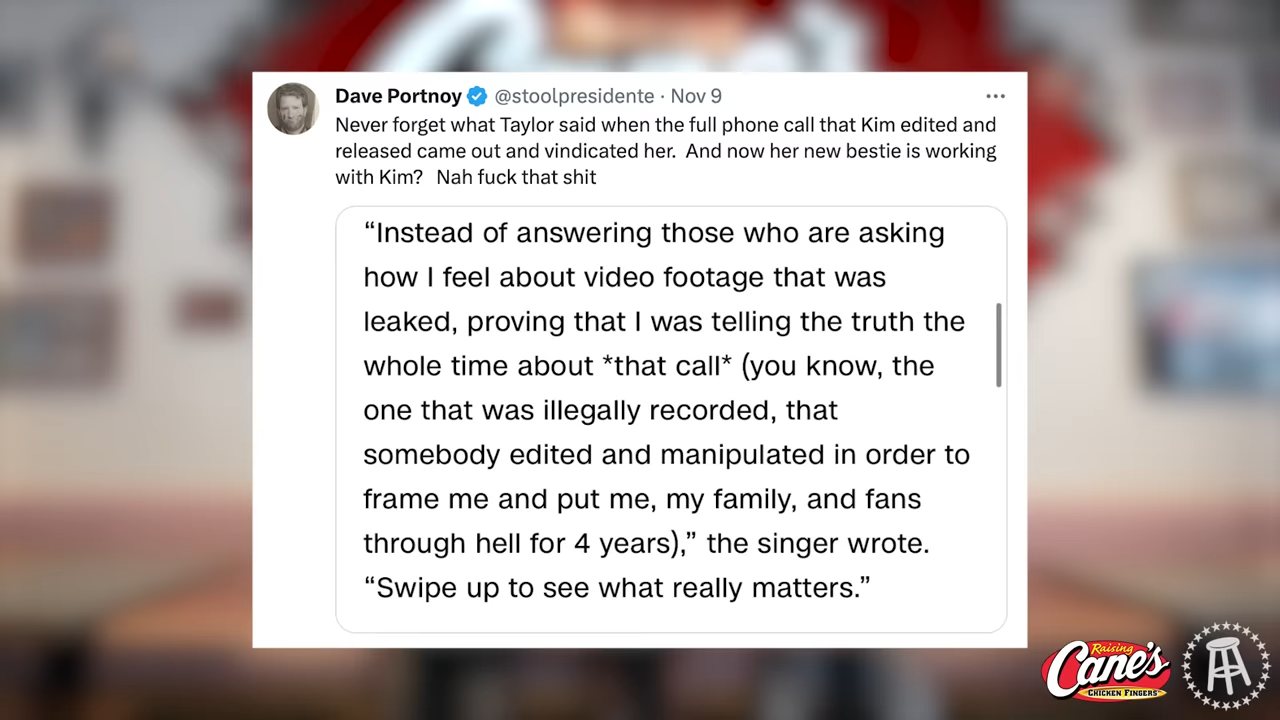 Dave Portnoy @stoolpresidente · Nov 9
Never forget what Taylor said when the full phone call that Kim edited and
released came out and vindicated her.  And now her new bestie is working
with Kim?   Nah fuck that shit
“Instead of answering those who are asking
how I feel about video footage that was
leaked, proving that I was telling the truth the
whole time about *that call* (you know, the
one that was illegally recorded, that
somebody edited and manipulated in order to
frame me and put me, my family, and fans
through hell for 4 years),” the singer wrote.
“Swipe up to see what really matters.”
Raising
Cane's
CHICKEN FINGERS